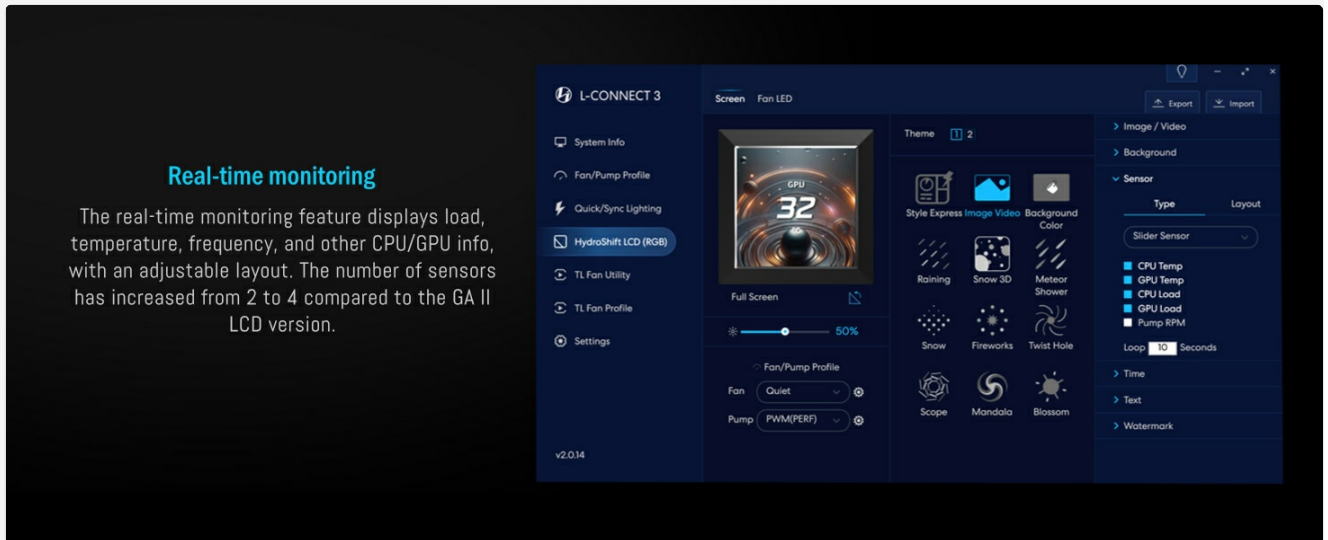 Real-time monitoring
The real-time monitoring feature displays load,
temperature, frequency, and other CPU/GPU info,
with an adjustable layout. The number of sensors
has increased from 2 to 4 compared to the GA II
LCD version.
L-CONNECT 3
System Info
Fan/Pump Profile
Quick/Sync Lighting
HydroShift LCD (RGB)
TL Fan Utility
TL Fan Profile
Settings
v2.0.14
Screen Fan LED
Export Import
GPU
32
Full Screen
50%
Fan/Pump Profile
Fan Quiet
Pump PWM(PERF)
Theme 1 2
Style Express Image Video Background
Color
Raining Snow 3D Meteor
Shower
Snow Fireworks Twist Hole
Scope Mandala Blossom
Image / Video
Background
Sensor
Type Layout
Slider Sensor
CPU Temp
GPU Temp
CPU Load
GPU Load
Pump RPM
Loop 10 Seconds
Time
Text
Watermark